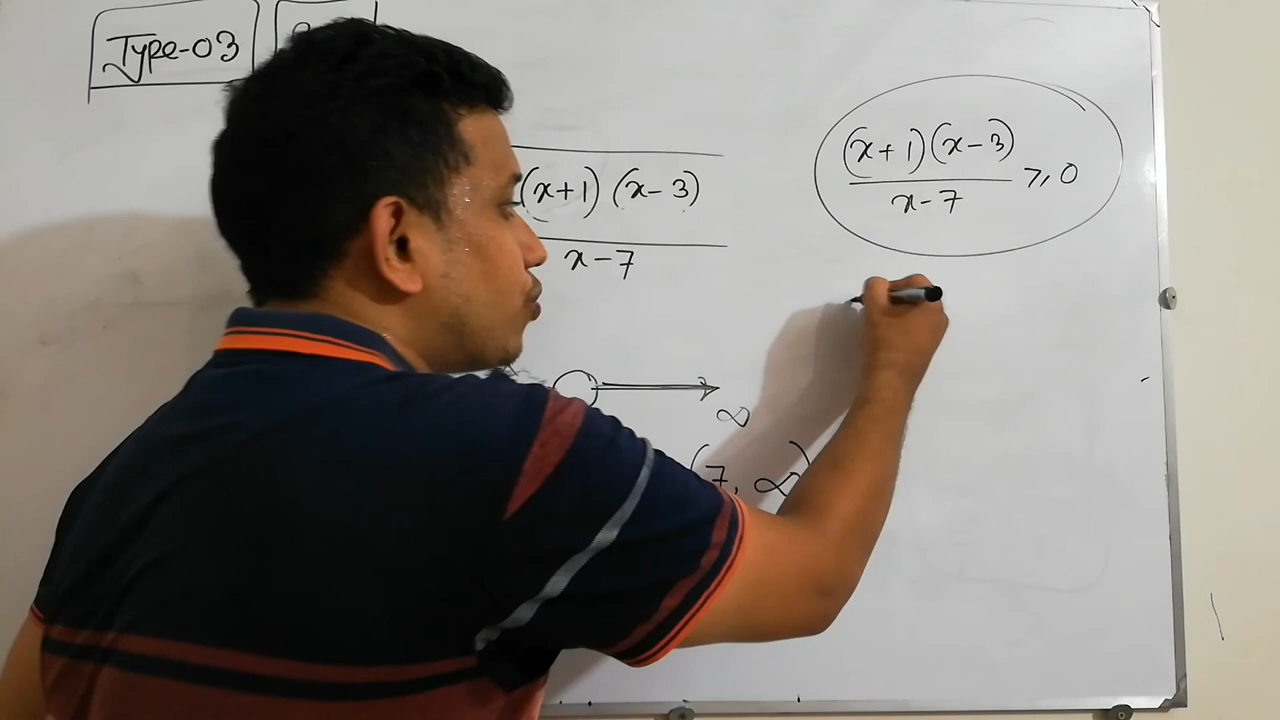 Type-03
(x+1) (x-3)
x-7
∞
(7, ∞)
(x+1)(x-3)
x-7
≥0